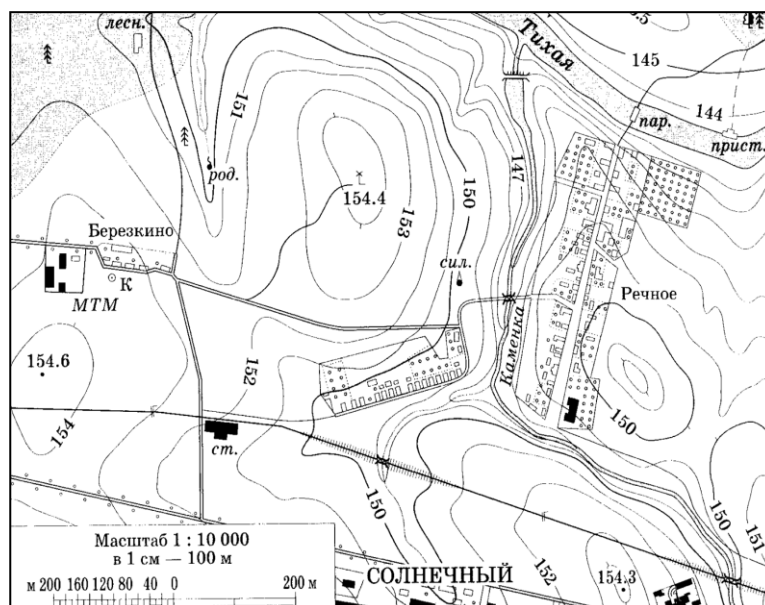 лесн.
Тихая
145
151
144
пар.
прист.
147
род.
150
154.4
153
Березкино
сил.
К
МТМ
Речное
Каменка
154.6
152
154
150
ст.
150
150
151
Масштаб 1 : 10 000
в 1 см — 100 м
СОЛНЕЧНЫЙ
152
154.3
м 200 160 120 80 40 0 200 м